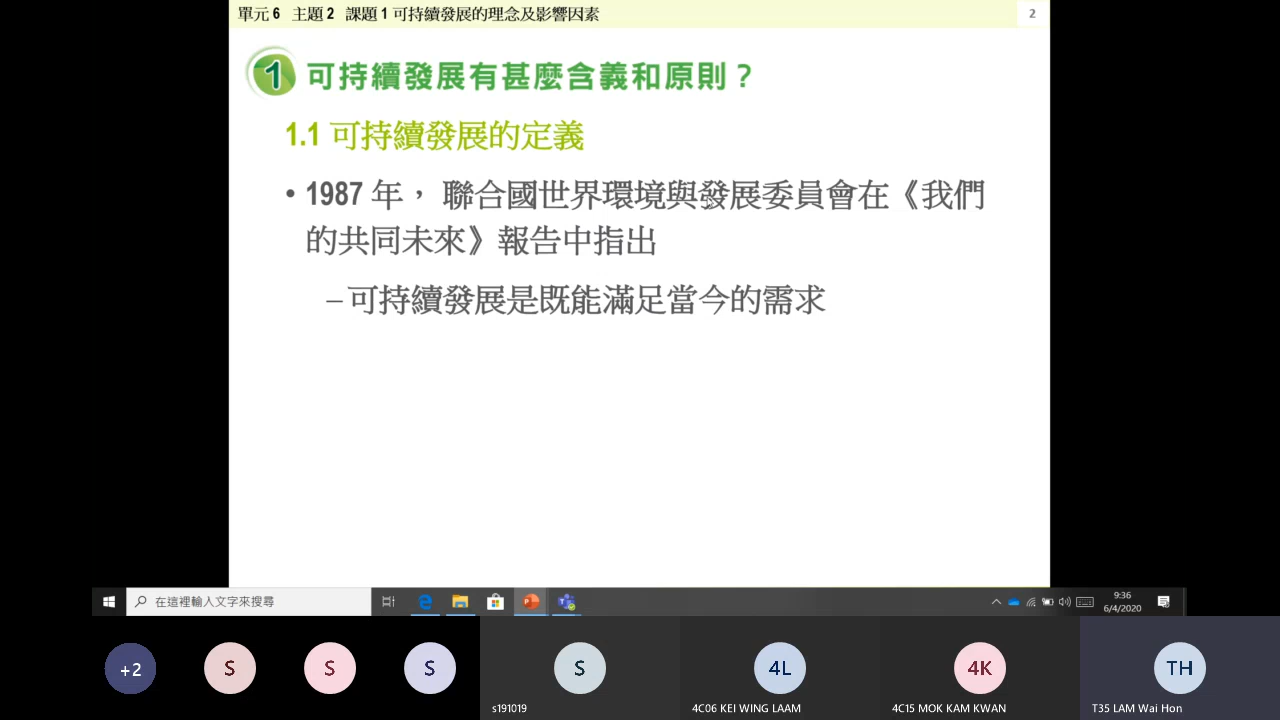 單元 6 主題 2 課題 1 可持續發展的理念及影響因素
2
1 可持續發展有甚麼含義和原則？
1.1 可持續發展的定義
• 1987 年， 聯合國世界環境與發展委員會在《我們
的共同未來》報告中指出
–可持續發展是既能滿足當今的需求
在這裡輸入文字來搜尋
9:36
6/4/2020
+2
S
S
S
S
4L
4K
TH
s191019
4C06 KEI WING LAAM
4C15 MOK KAM KWAN
T35 LAM Wai Hon